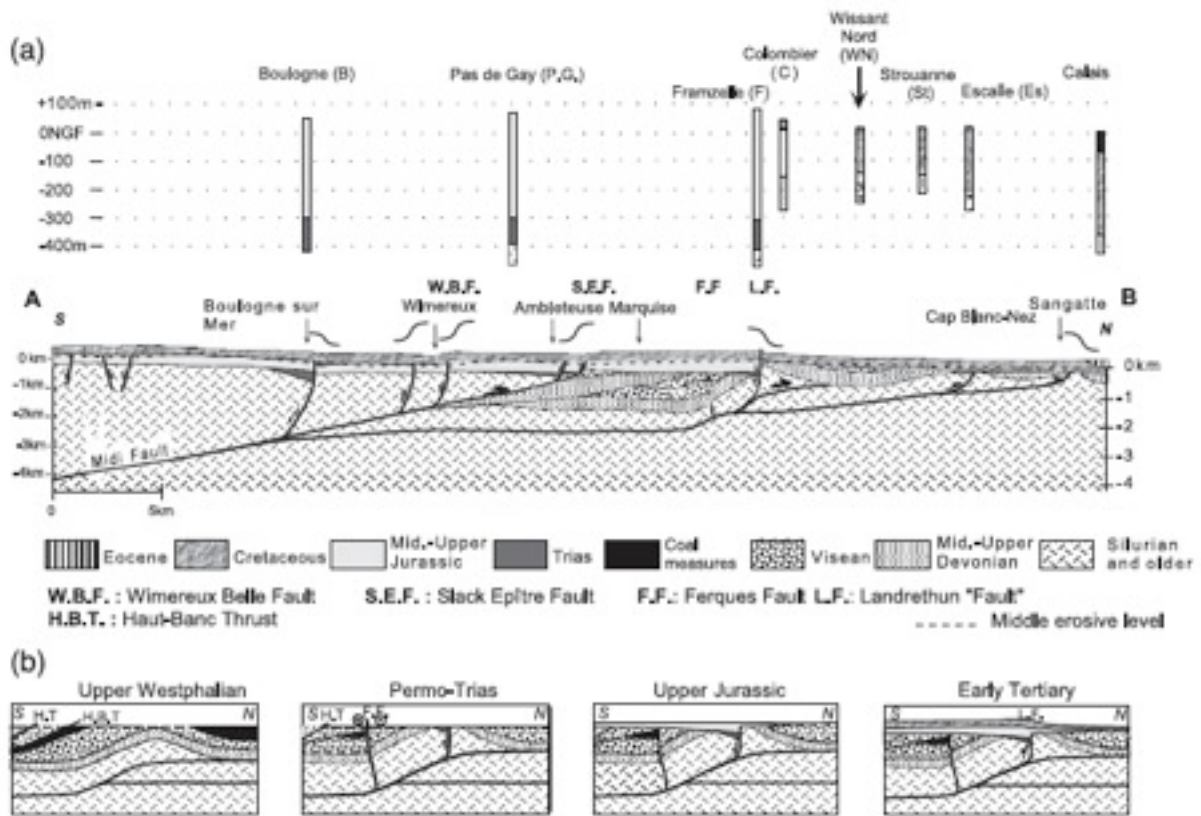 (a)
Wissant
Nord
(WN)
Colombier
(C)
Boulogne (B)
Pas de Gay (P.G.)
Framzelle (F)
Strouanne
(St)
Escalle (Es)
Calais
+100m
0NGF
-100
-200
-300
-400m
W.B.F.
S.E.F.
F.F
L.F.
A
B
S
Boulogne sur
Mer
Wimereux
Ambleteuse Marquise
Cap Blanc-Nez
Sangatte
N
0 km
-1km
-2km
-3km
-4km
0 km
-1
-2
-3
-4
Midi Fault
0
5km
Eocene
Cretaceous
Mid.-Upper
Jurassic
Trias
Coal
measures
Visean
Mid.-Upper
Devonian
Silurian
and older
W.B.F. : Wimereux Belle Fault
S.E.F. : Slack Epître Fault
F.F.: Ferques Fault L.F.: Landrethun "Fault"
H.B.T. : Haut-Banc Thrust
Middle erosive level
(b)
Upper Westphalian
Permo-Trias
Upper Jurassic
Early Tertiary
S H.T H.B.T N
S H.T F.F. N
S N
S L.F. N